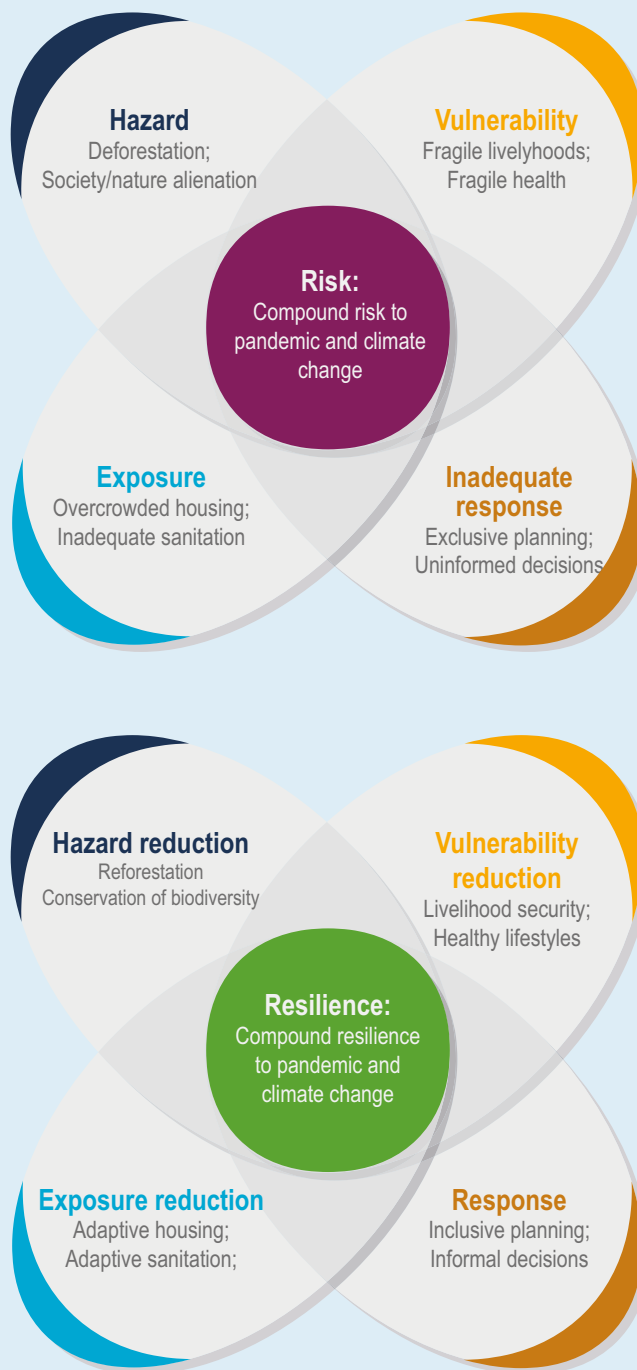 Hazard
Deforestation;
Society/nature alienation
Vulnerability
Fragile livelyhoods;
Fragile health
Risk:
Compound risk to
pandemic and climate
change
Exposure
Overcrowded housing;
Inadequate sanitation
Inadequate
response
Exclusive planning;
Uninformed decisions
Hazard reduction
Reforestation
Conservation of biodiversity
Vulnerability
reduction
Livelihood security;
Healthy lifestyles
Resilience:
Compound resilience
to pandemic and
climate change
Exposure reduction
Adaptive housing;
Adaptive sanitation;
Response
Inclusive planning;
Informal decisions